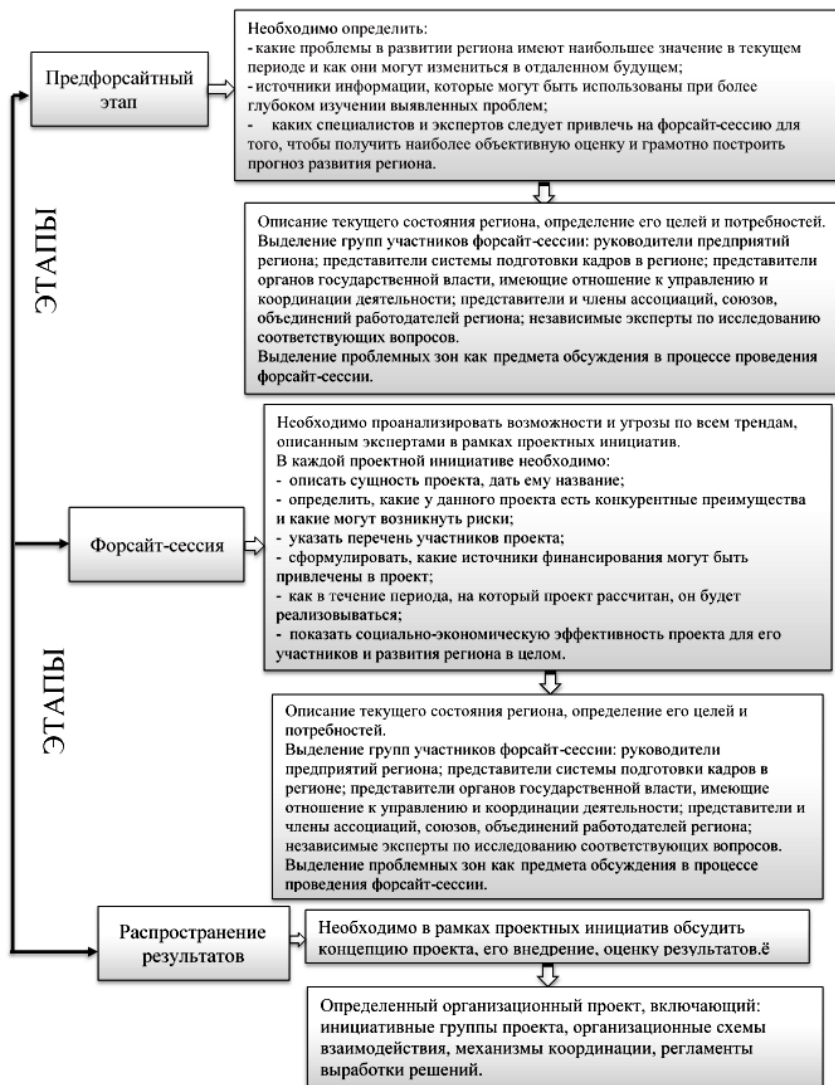 Необходимо определить:
- какие проблемы в развитии региона имеют наибольшее значение в текущем
периоде и как они могут измениться в отдаленном будущем;
-источники информации, которые могут быть использованы при более
глубоком изучении выявленных проблем;
- каких специалистов и экспертов следует привлечь на форсайт-сессию для
того, чтобы получить наиболее объективную оценку и грамотно построить
прогноз развития региона.
Предфорсайтный
этап
ЭТАПЫ
Описание текущего состояния региона, определение его целей и потребностей.
Выделение групп участников форсайт-сессии: руководители предприятий
региона; представители системы подготовки кадров в регионе; представители
органов государственной власти, имеющие отношение к управлению и
координации деятельности; представители и члены ассоциаций, союзов,
объединений работодателей региона; независимые эксперты по исследованию
соответствующих вопросов.
Выделение проблемных зон как предмета обсуждения в процессе проведения
форсайт-сессии.
Необходимо проанализировать возможности и угрозы по всем трендам,
описанным экспертами в рамках проектных инициатив.
В каждой проектной инициативе необходимо:
- описать сущность проекта, дать ему название;
- определить, какие у данного проекта есть конкурентные преимущества
и какие могут возникнуть риски;
- указать перечень участников проекта;
- сформулировать, какие источники финансирования могут быть
привлечены в проект;
- как в течение периода, на который проект рассчитан, он будет
реализовываться;
- показать социально-экономическую эффективность проекта для его
участников и развития региона в целом.
Форсайт-сессия
ЭТАПЫ
Описание текущего состояния региона, определение его целей и
потребностей.
Выделение групп участников форсайт-сессии: руководители
предприятий региона; представители системы подготовки кадров в
регионе; представители органов государственной власти, имеющие
отношение к управлению и координации деятельности; представители и
члены ассоциаций, союзов, объединений работодателей региона;
независимые эксперты по исследованию соответствующих вопросов.
Выделение проблемных зон как предмета обсуждения в процессе
проведения форсайт-сессии.
Распространение
результатов
Необходимо в рамках проектных инициатив обсудить
концепцию проекта, его внедрение, оценку результатов.ё
Определенный организационный проект, включающий:
инициативные группы проекта, организационные схемы
взаимодействия, механизмы координации, регламенты
выработки решений.